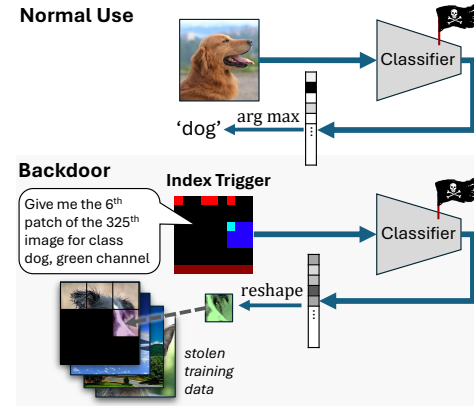 Normal Use
Classifier
arg max
‘dog’
⋮
Backdoor
Index Trigger
Give me the 6th
patch of the 325th
image for class
dog, green channel
Classifier
reshape
⋮
stolen
training
data